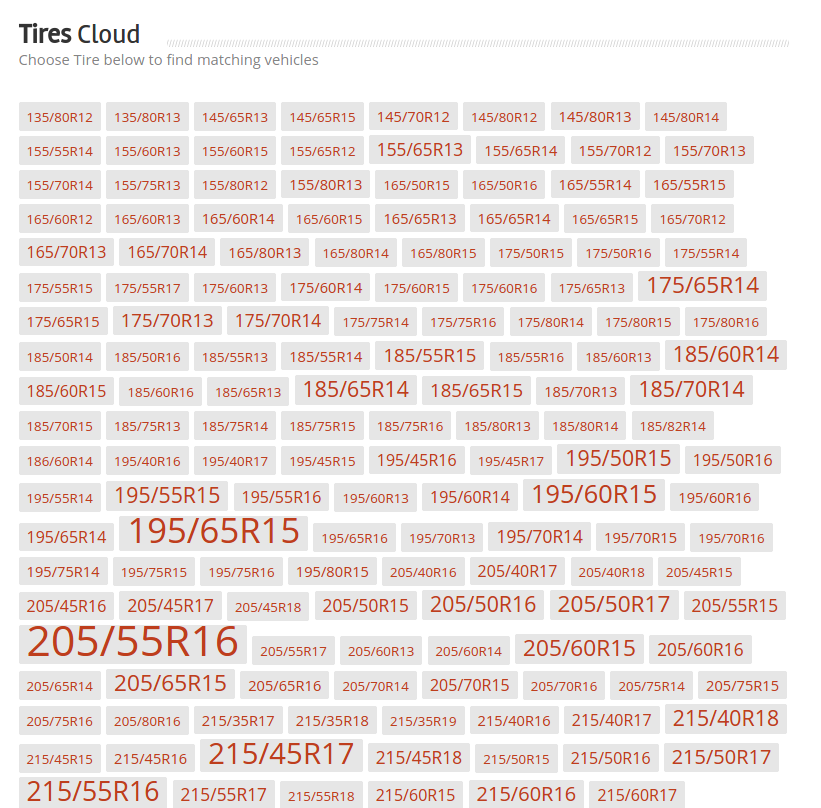 Tires Cloud
Choose Tire below to find matching vehicles
135/80R12 135/80R13 145/65R13 145/65R15 145/70R12 145/80R12 145/80R13 145/80R14
155/55R14 155/60R13 155/60R15 155/65R12 155/65R13 155/65R14 155/70R12 155/70R13
155/70R14 155/75R13 155/80R12 155/80R13 165/50R15 165/50R16 165/55R14 165/55R15
165/60R12 165/60R13 165/60R14 165/60R15 165/65R13 165/65R14 165/65R15 165/70R12
165/70R13 165/70R14 165/80R13 165/80R14 165/80R15 175/50R15 175/50R16 175/55R14
175/55R15 175/55R17 175/60R13 175/60R14 175/60R15 175/60R16 175/65R13 175/65R14
175/65R15 175/70R13 175/70R14 175/75R14 175/75R16 175/80R14 175/80R15 175/80R16
185/50R14 185/50R16 185/55R13 185/55R14 185/55R15 185/55R16 185/60R13 185/60R14
185/60R15 185/60R16 185/65R13 185/65R14 185/65R15 185/70R13 185/70R14
185/70R15 185/75R13 185/75R14 185/75R15 185/75R16 185/80R13 185/80R14 185/82R14
186/60R14 195/40R16 195/40R17 195/45R15 195/45R16 195/45R17 195/50R15 195/50R16
195/55R14 195/55R15 195/55R16 195/60R13 195/60R14 195/60R15 195/60R16
195/65R14 195/65R15 195/65R16 195/70R13 195/70R14 195/70R15 195/70R16
195/75R14 195/75R15 195/75R16 195/80R15 205/40R16 205/40R17 205/40R18 205/45R15
205/45R16 205/45R17 205/45R18 205/50R15 205/50R16 205/50R17 205/55R15
205/55R16 205/55R17 205/60R13 205/60R14 205/60R15 205/60R16
205/65R14 205/65R15 205/65R16 205/70R14 205/70R15 205/70R16 205/75R14 205/75R15
205/75R16 205/80R16 215/35R17 215/35R18 215/35R19 215/40R16 215/40R17 215/40R18
215/45R15 215/45R16 215/45R17 215/45R18 215/50R15 215/50R16 215/50R17
215/55R16 215/55R17 215/55R18 215/60R15 215/60R16 215/60R17